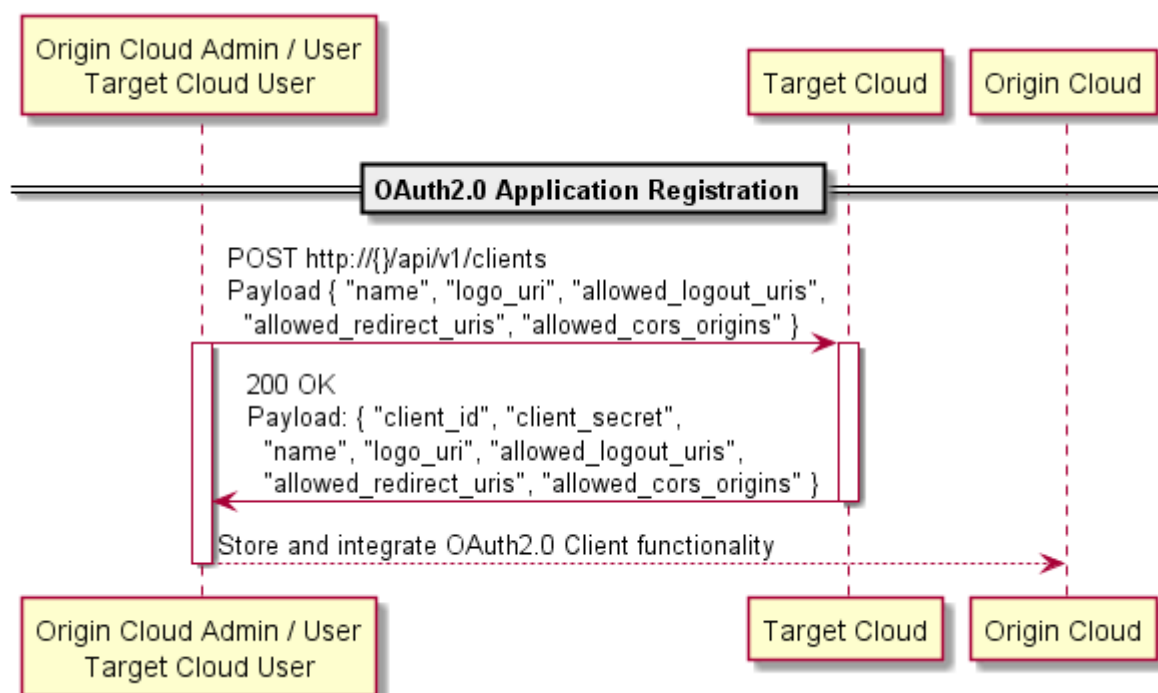 Origin Cloud Admin / User
Target Cloud User
Target Cloud
Origin Cloud
OAuth2.0 Application Registration
POST http://{}/api/v1/clients
Payload { "name", "logo_uri", "allowed_logout_uris",
"allowed_redirect_uris", "allowed_cors_origins" }
200 OK
Payload: { "client_id", "client_secret",
"name", "logo_uri", "allowed_logout_uris",
"allowed_redirect_uris", "allowed_cors_origins" }
Store and integrate OAuth2.0 Client functionality
Origin Cloud Admin / User
Target Cloud User
Target Cloud
Origin Cloud